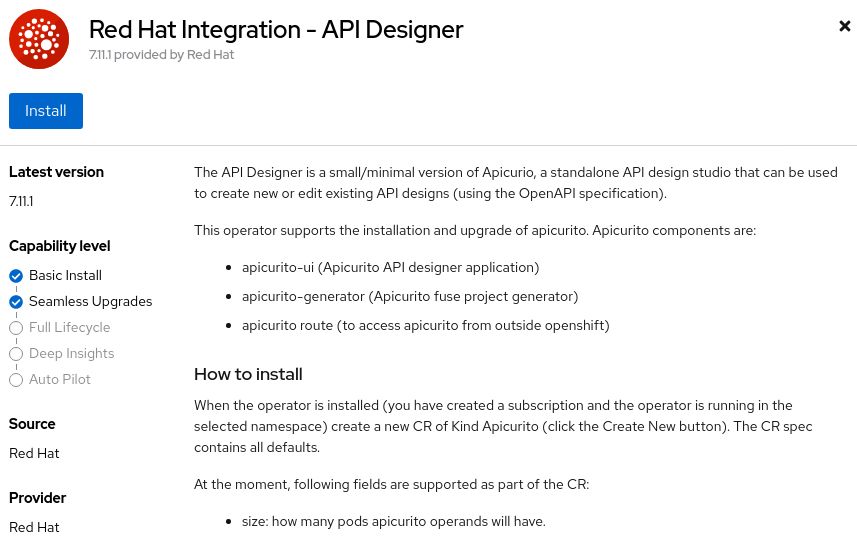 Red Hat Integration - API Designer
7.11.1 provided by Red Hat
Install
Latest version
7.11.1
Capability level
Basic Install
Seamless Upgrades
Full Lifecycle
Deep Insights
Auto Pilot
Source
Red Hat
Provider
Red Hat
The API Designer is a small/minimal version of Apicurio, a standalone API design studio that can be used
to create new or edit existing API designs (using the OpenAPI specification).
This operator supports the installation and upgrade of apicurito. Apicurito components are:
• apicurito-ui (Apicurito API designer application)
• apicurito-generator (Apicurito fuse project generator)
• apicurito route (to access apicurito from outside openshift)
How to install
When the operator is installed (you have created a subscription and the operator is running in the
selected namespace) create a new CR of Kind Apicurito (click the Create New button). The CR spec
contains all defaults.
At the moment, following fields are supported as part of the CR:
• size: how many pods apicurito operands will have.